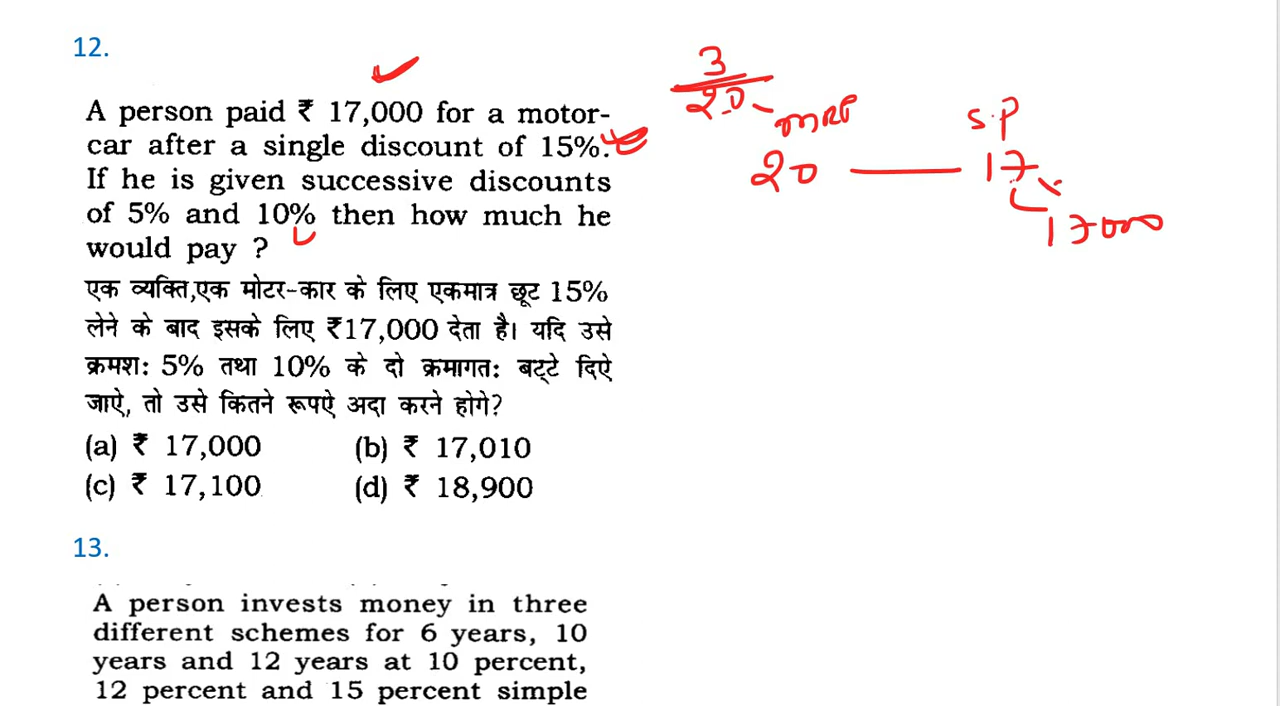 12.
A person paid ₹ 17,000 for a motor-
car after a single discount of 15%.
If he is given successive discounts
of 5% and 10% then how much he
would pay ?
एक व्यक्ति,एक मोटर-कार के लिए एकमात्र छूट 15%
लेने के बाद इसके लिए ₹17,000 देता है। यदि उसे
क्रमश: 5% तथा 10% के दो क्रमागत: बट्टे दिऐ
जाऐ, तो उसे कितने रूपऐ अदा करने होगे?
(a) ₹ 17,000 (b) ₹ 17,010
(c) ₹ 17,100 (d) ₹ 18,900
3
20
MRP
S.P
20 — 17
17000
13.
A person invests money in three
different schemes for 6 years, 10
years and 12 years at 10 percent,
12 percent and 15 percent simple